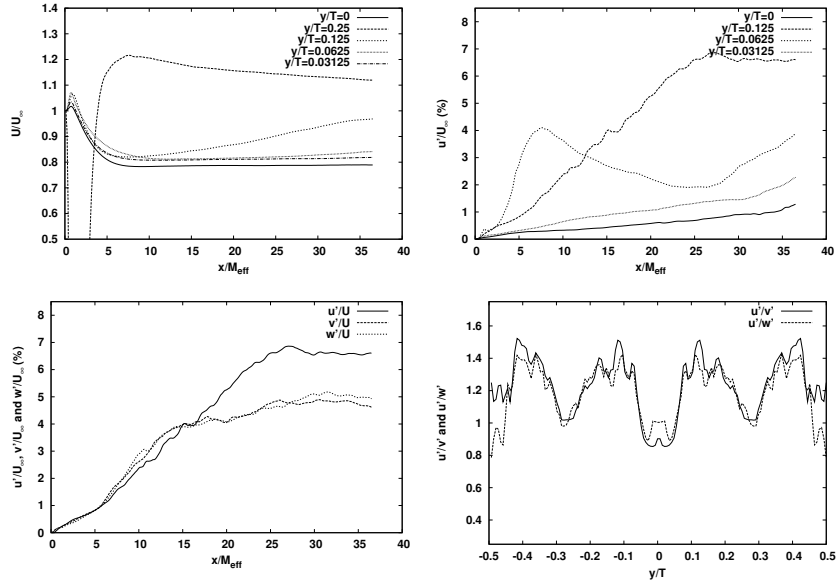 y/T=0
y/T=0.25
y/T=0.125
y/T=0.0625
y/T=0.03125
1.4
1.3
1.2
1.1
1
0.9
0.8
0.7
0.6
0.5
U/U∞
0 5 10 15 20 25 30 35 40
x/Meff
y/T=0
y/T=0.125
y/T=0.0625
y/T=0.03125
8
7
6
5
4
3
2
1
0
u'/U∞ (%)
0 5 10 15 20 25 30 35 40
x/Meff
u'/U
v'/U
w'/U
8
7
6
5
4
3
2
1
0
u'/U∞, v'/U∞ and w'/U∞ (%)
0 5 10 15 20 25 30 35 40
x/Meff
u'/v'
u'/w'
1.6
1.4
1.2
1
0.8
0.6
0.4
u'/v' and u'/w'
-0.5 -0.4 -0.3 -0.2 -0.1 0 0.1 0.2 0.3 0.4 0.5
y/T